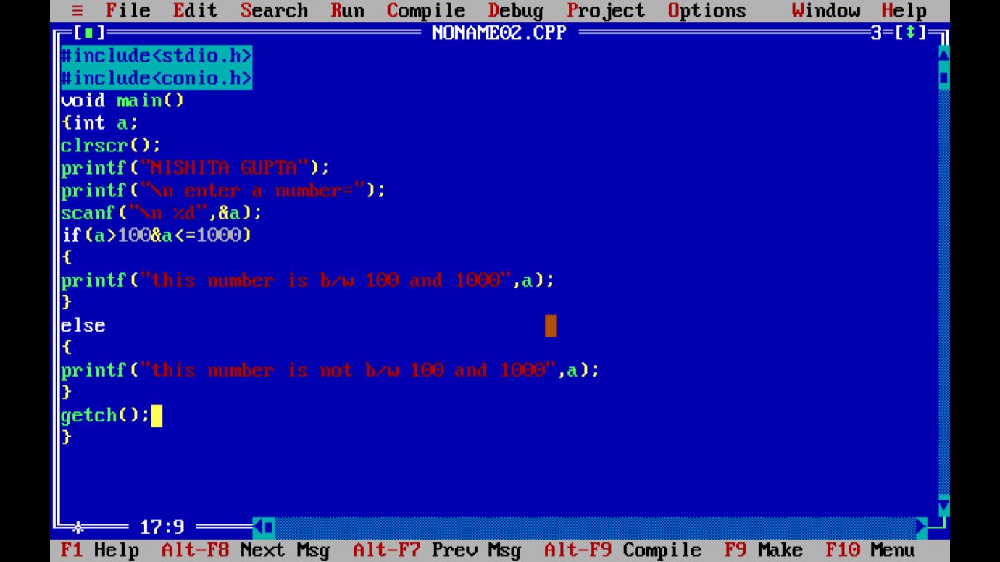 ≡ File Edit Search Run Compile Debug Project Options Window Help
[■] NONAME02.CPP 3=[↕]
#include<stdio.h>
#include<conio.h>
void main()
{int a;
clrscr();
printf("NISHITA GUPTA");
printf("\n enter a number=");
scanf("\n %d",&a);
if(a>100&a<=1000)
{
printf("this number is b/w 100 and 1000",a);
}
else
{
printf("this number is not b/w 100 and 1000",a);
}
getch();
}
17:9
F1 Help Alt-F8 Next Msg Alt-F7 Prev Msg Alt-F9 Compile F9 Make F10 Menu